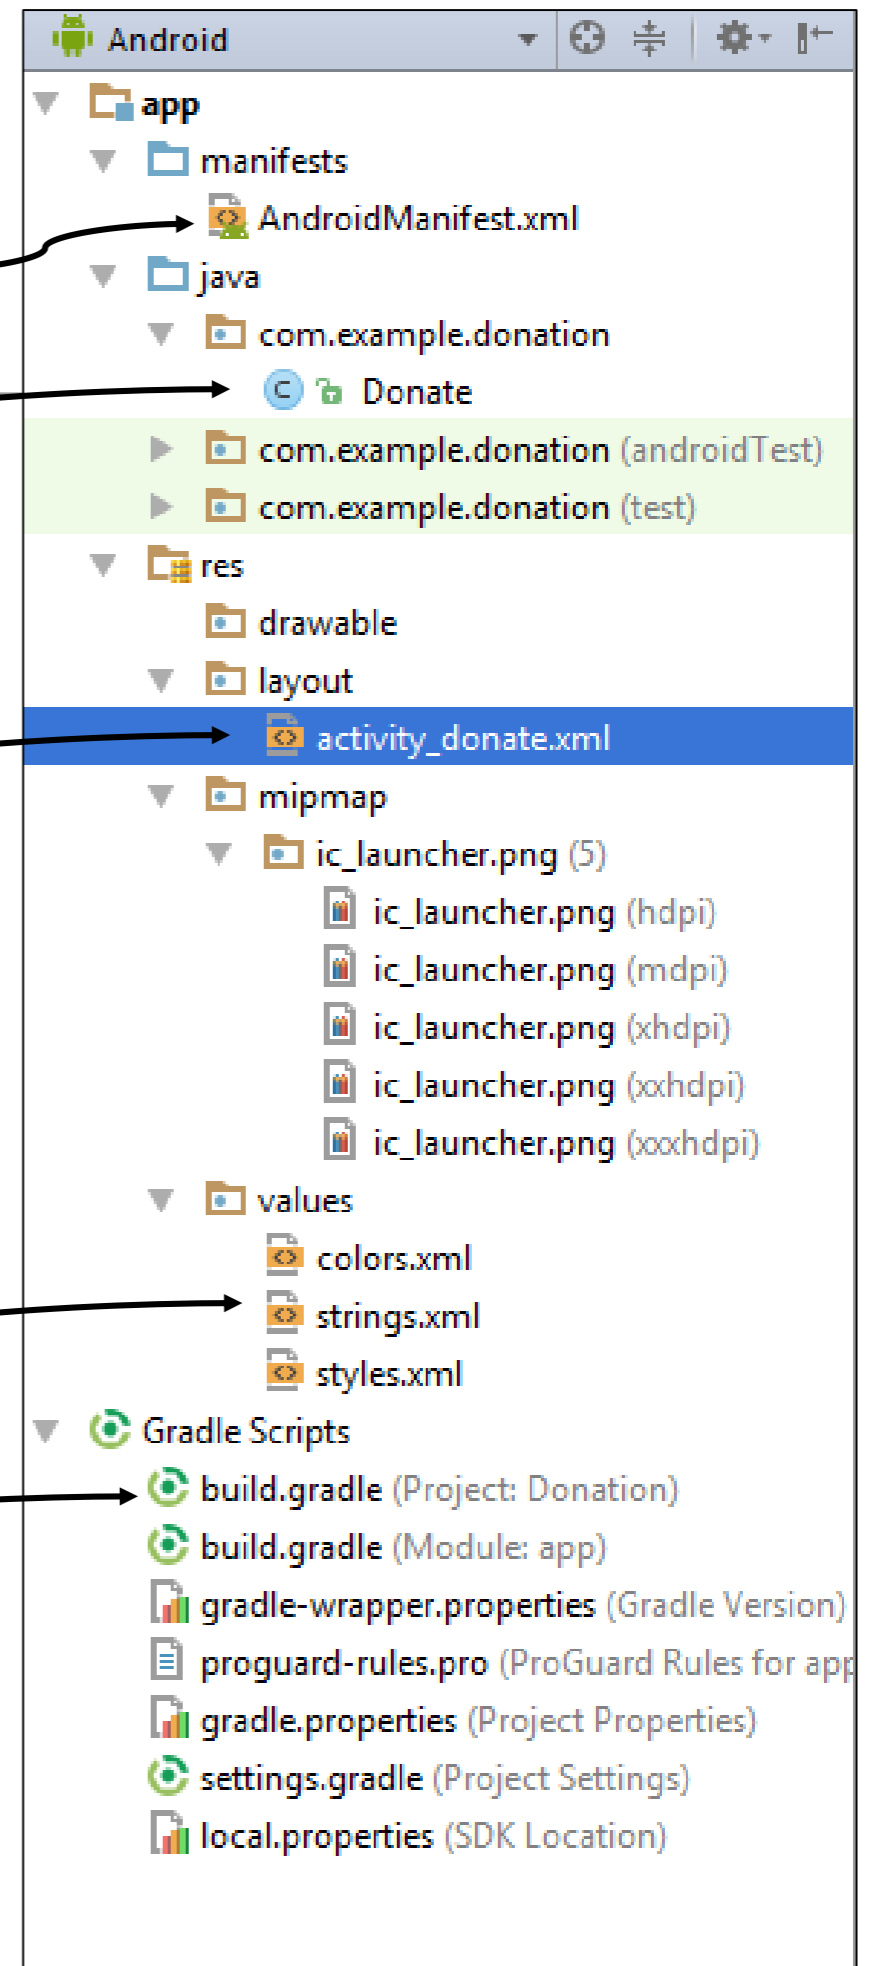 Android
app
manifests
AndroidManifest.xml
java
com.example.donation
C Donate
com.example.donation (androidTest)
com.example.donation (test)
res
drawable
layout
activity_donate.xml
mipmap
ic_launcher.png (5)
ic_launcher.png (hdpi)
ic_launcher.png (mdpi)
ic_launcher.png (xhdpi)
ic_launcher.png (xxhdpi)
ic_launcher.png (xxxhdpi)
values
colors.xml
strings.xml
styles.xml
Gradle Scripts
build.gradle (Project: Donation)
build.gradle (Module: app)
gradle-wrapper.properties (Gradle Version)
proguard-rules.pro (ProGuard Rules for app
gradle.properties (Project Properties)
settings.gradle (Project Settings)
local.properties (SDK Location)